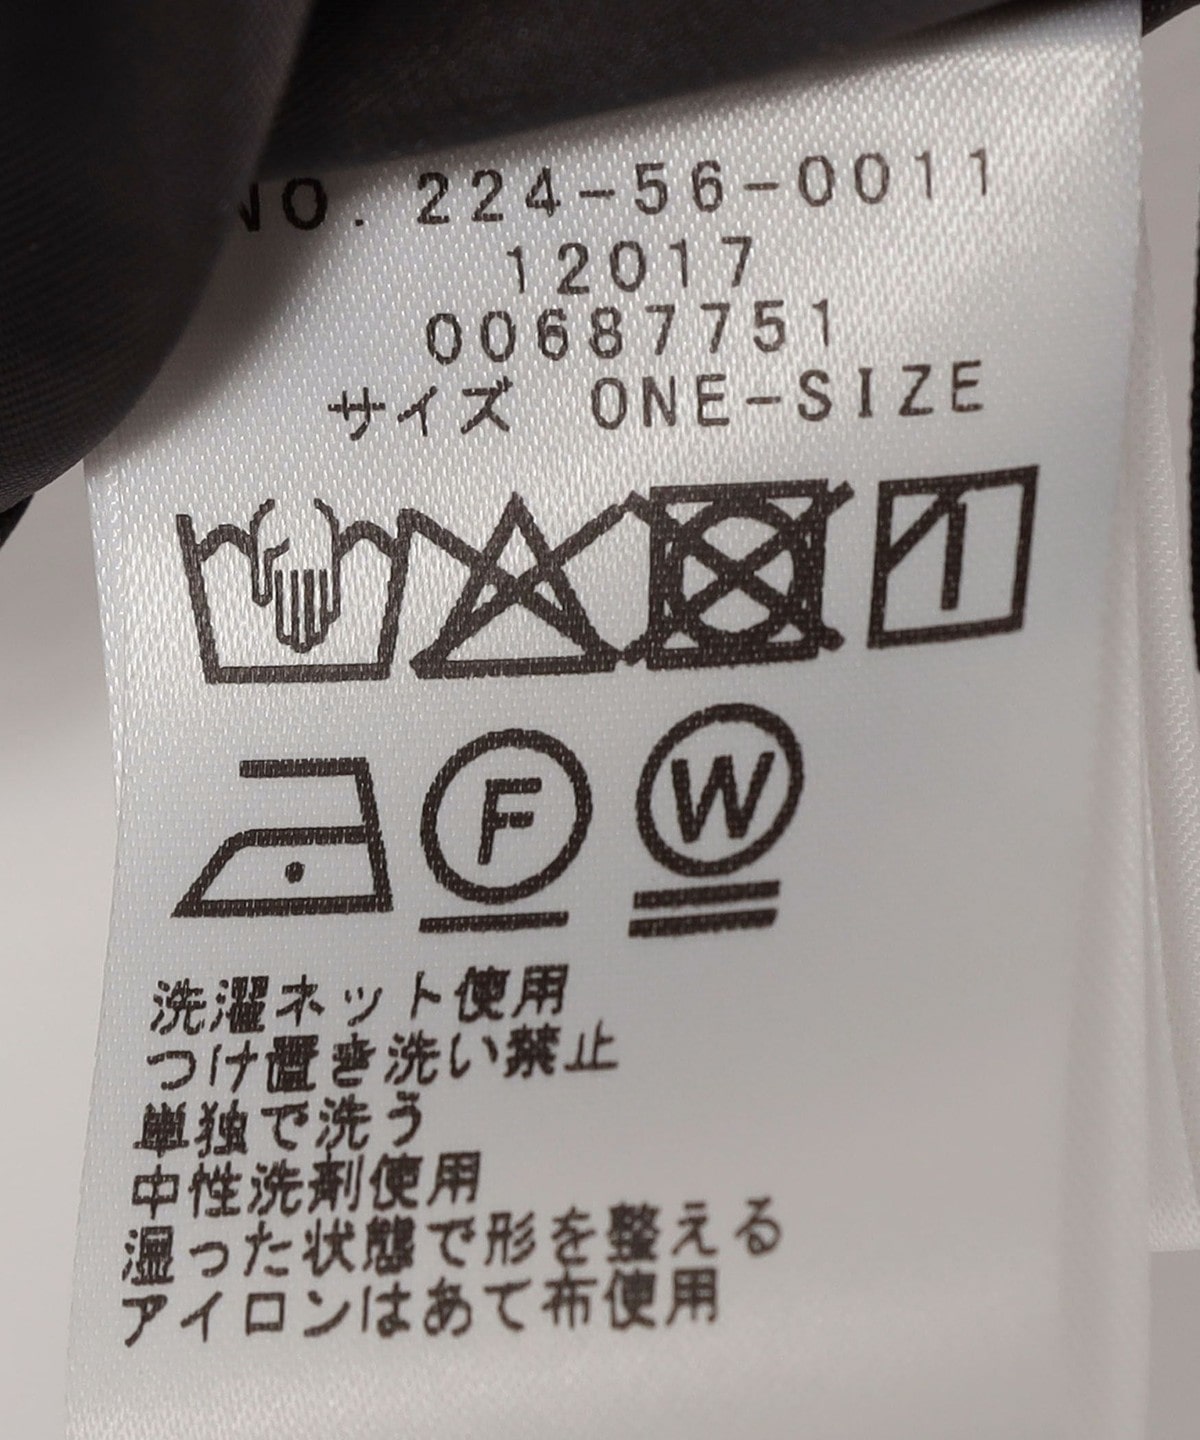 NO. 224-56-0011
12017
00687751
サイズ ONE-SIZE
F W
洗濯ネット使用
つけ置き洗い禁止
単独で洗う
中性洗剤使用
湿った状態で形を整える
アイロンはあて布使用